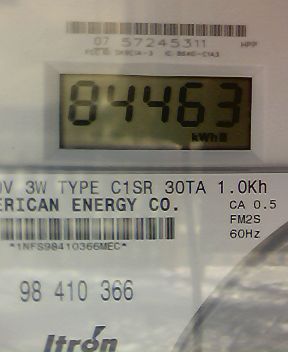 07 57245311 HPP
84463
kWh
0V 3W TYPE C1SR 30TA 1.0Kh
ERICAN ENERGY CO. CA 0.5
FM2S
*1NFS98410366MEC* 60Hz
98 410 366
Itron